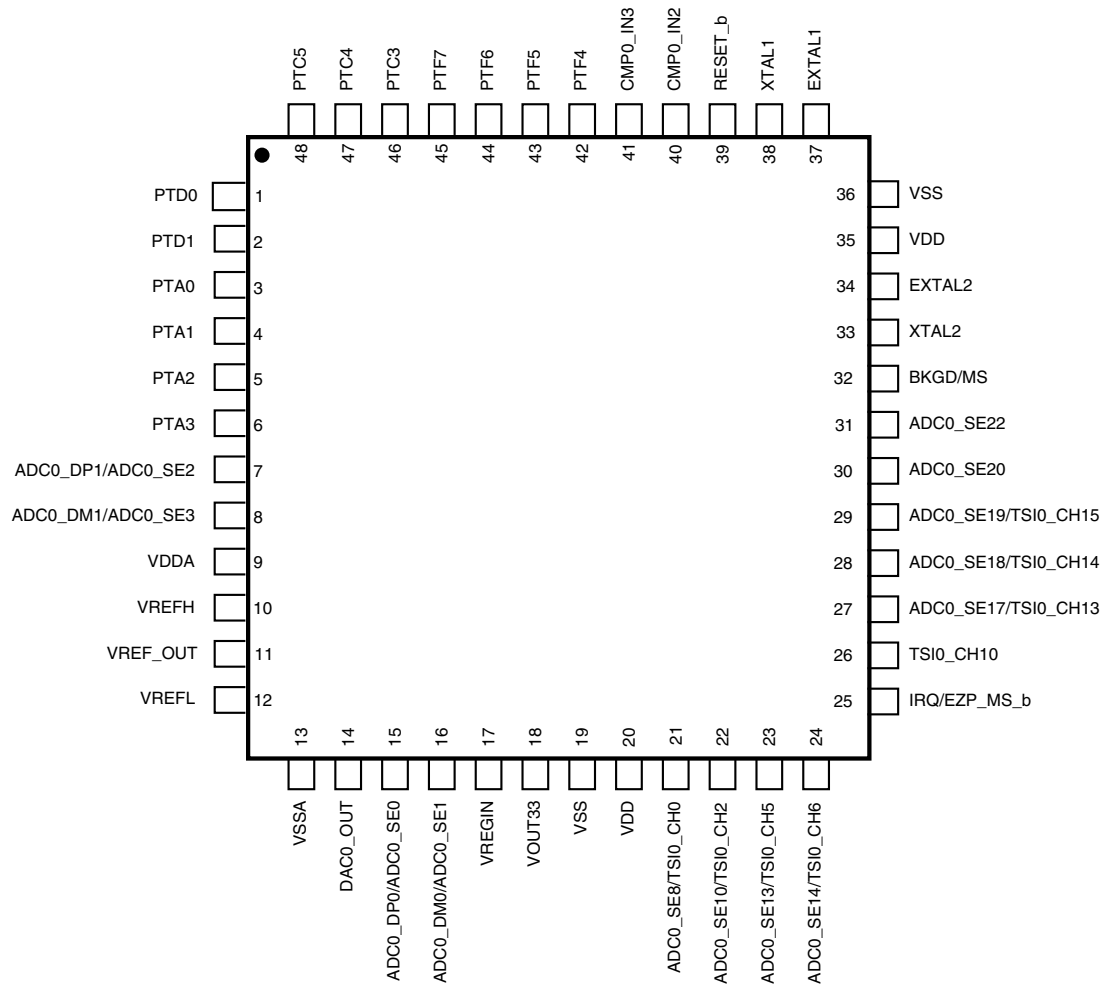 PTC5
PTC4
PTC3
PTF7
PTF6
PTF5
PTF4
CMP0_IN3
CMP0_IN2
RESET_b
XTAL1
EXTAL1
48
47
46
45
44
43
42
41
40
39
38
37
PTD0 1
PTD1 2
PTA0 3
PTA1 4
PTA2 5
PTA3 6
ADC0_DP1/ADC0_SE2 7
ADC0_DM1/ADC0_SE3 8
VDDA 9
VREFH 10
VREF_OUT 11
VREFL 12
36 VSS
35 VDD
34 EXTAL2
33 XTAL2
32 BKGD/MS
31 ADC0_SE22
30 ADC0_SE20
29 ADC0_SE19/TSI0_CH15
28 ADC0_SE18/TSI0_CH14
27 ADC0_SE17/TSI0_CH13
26 TSI0_CH10
25 IRQ/EZP_MS_b
13
14
15
16
17
18
19
20
21
22
23
24
VSSA
DAC0_OUT
ADC0_DP0/ADC0_SE0
ADC0_DM0/ADC0_SE1
VREGIN
VOUT33
VSS
VDD
ADC0_SE8/TSI0_CH0
ADC0_SE10/TSI0_CH2
ADC0_SE13/TSI0_CH5
ADC0_SE14/TSI0_CH6